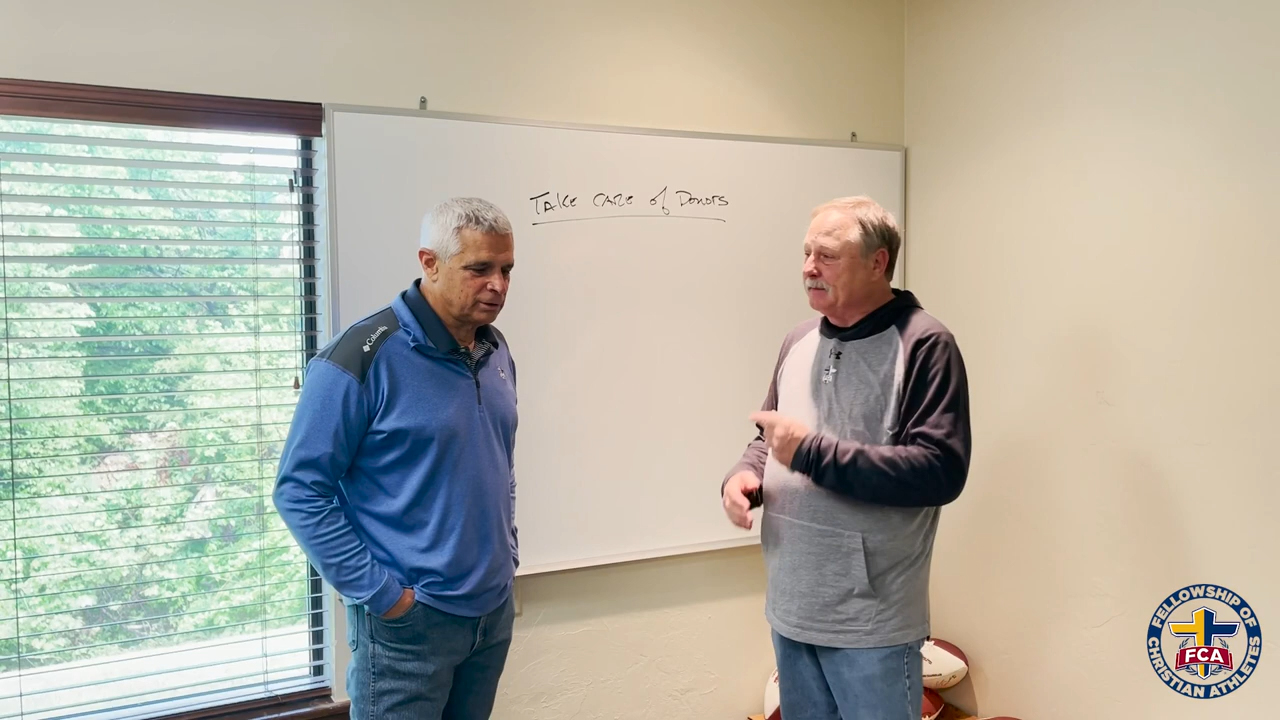 TAKE CARE of DONORS
Columbia
FELLOWSHIP OF
FCA
CHRISTIAN ATHLETES